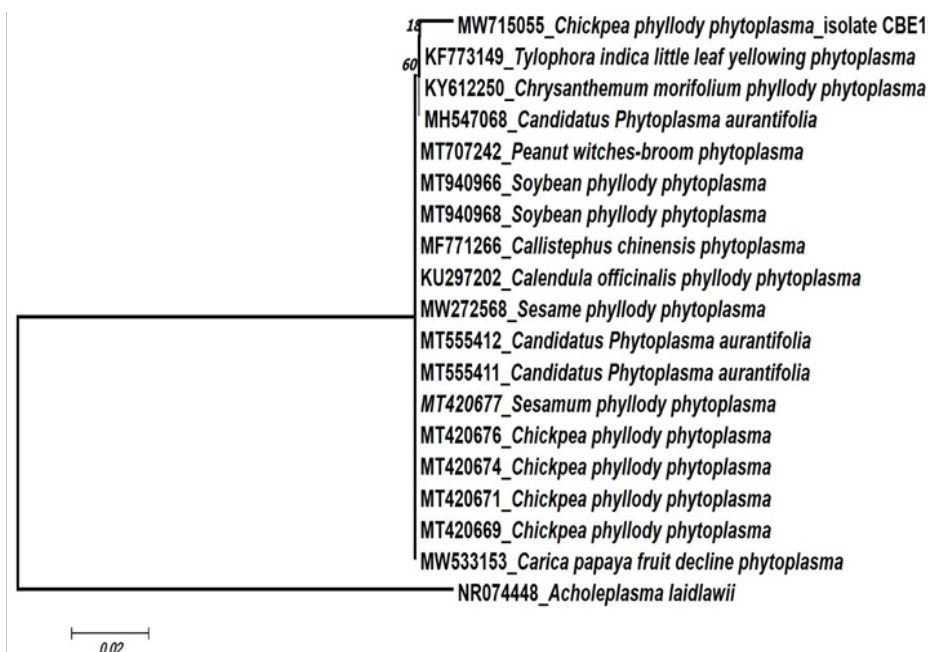 18
MW715055_Chickpea phyllody phytoplasma_isolate CBE1
KF773149_Tylophora indica little leaf yellowing phytoplasma
60
KY612250_Chrysanthemum morifolium phyllody phytoplasma
MH547068_Candidatus Phytoplasma aurantifolia
MT707242_Peanut witches-broom phytoplasma
MT940966_Soybean phyllody phytoplasma
MT940968_Soybean phyllody phytoplasma
MF771266_Callistephus chinensis phytoplasma
KU297202_Calendula officinalis phyllody phytoplasma
MW272568_Sesame phyllody phytoplasma
MT555412_Candidatus Phytoplasma aurantifolia
MT555411_Candidatus Phytoplasma aurantifolia
MT420677_Sesamum phyllody phytoplasma
MT420676_Chickpea phyllody phytoplasma
MT420674_Chickpea phyllody phytoplasma
MT420671_Chickpea phyllody phytoplasma
MT420669_Chickpea phyllody phytoplasma
MW533153_Carica papaya fruit decline phytoplasma
NR074448_Acholeplasma laidlawii
0.02